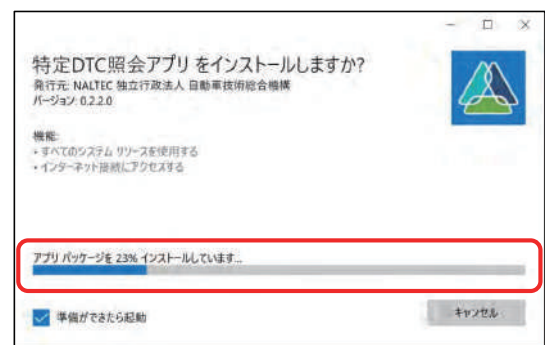 特定DTC照会アプリ をインストールしますか?
発行元: NALTEC 独立行政法人 自動車技術総合機構
バージョン: 0.2.2.0
機能:
• すべてのシステム リソースを使用する
• インターネット接続にアクセスする
アプリ パッケージを 23% インストールしています...
準備ができたら起動
キャンセル